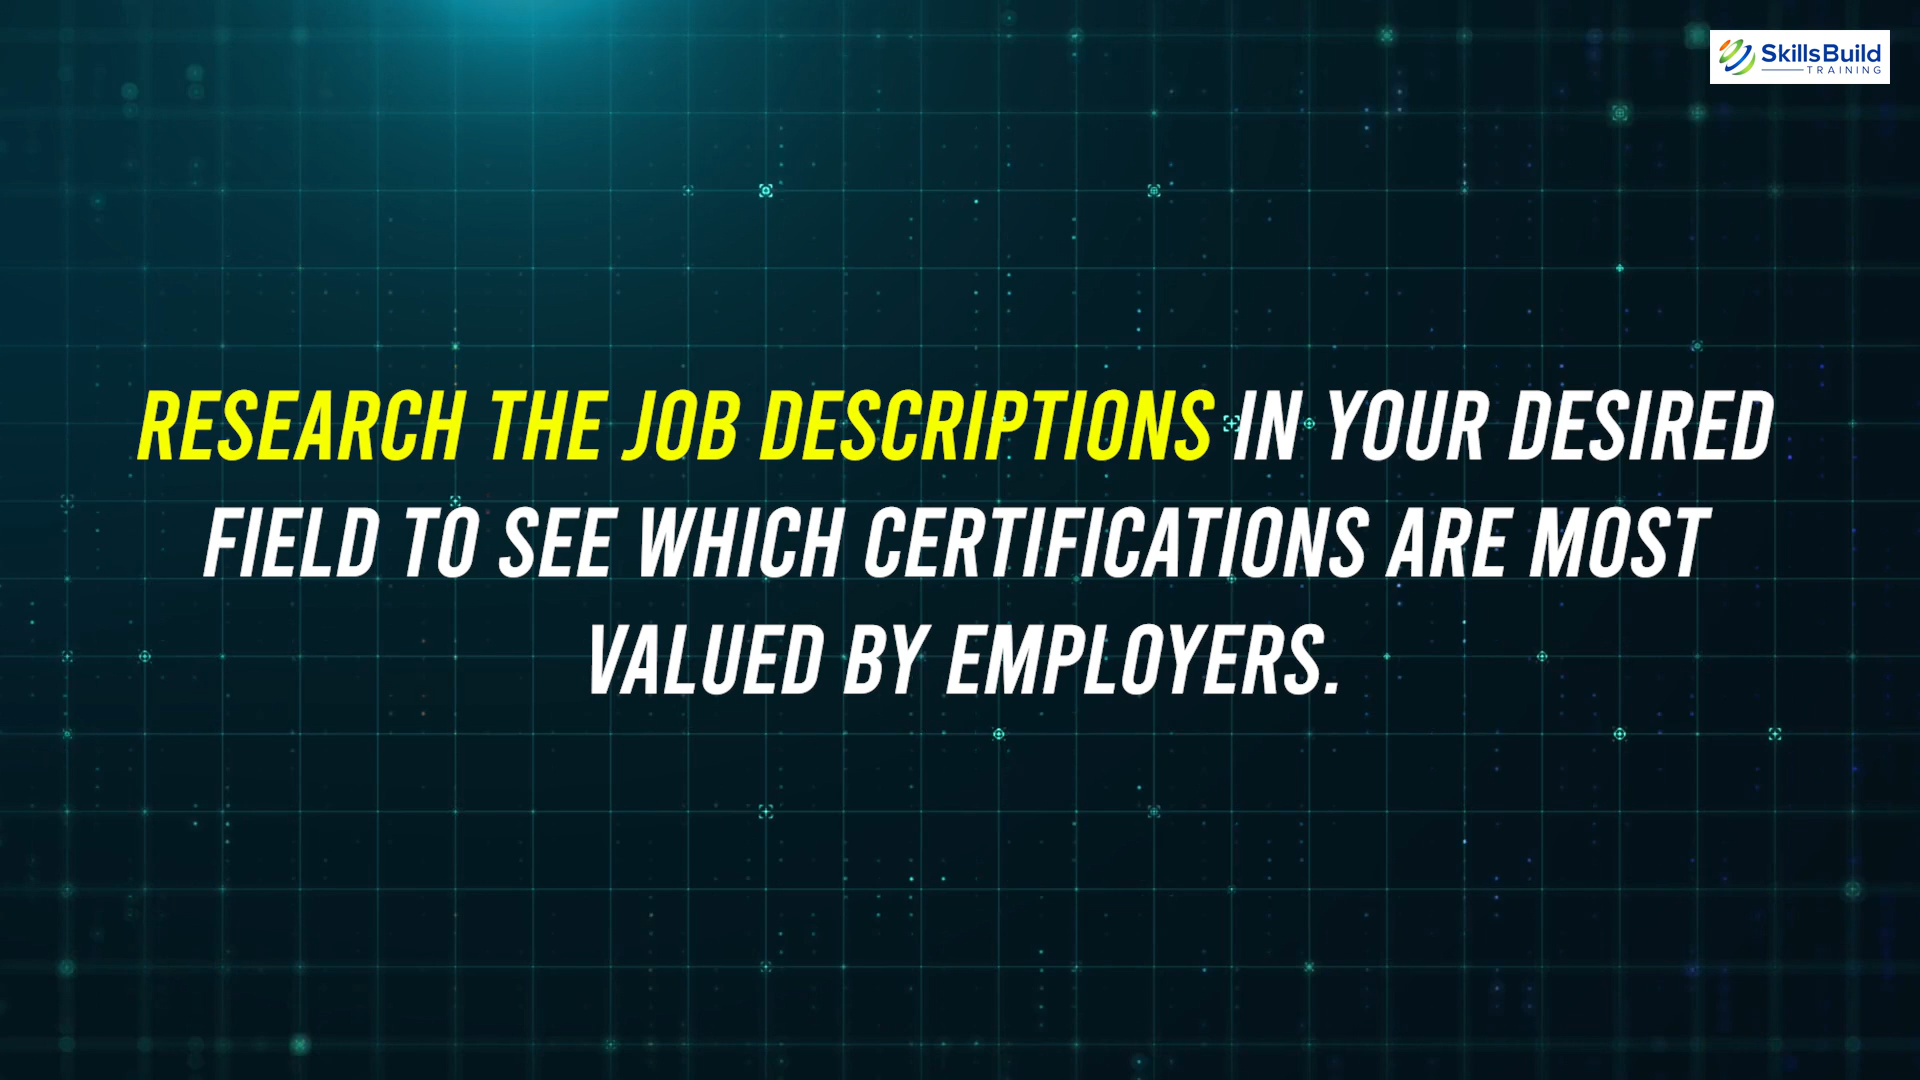 SkillsBuild
TRAINING
RESEARCH THE JOB DESCRIPTIONS IN YOUR DESIRED
FIELD TO SEE WHICH CERTIFICATIONS ARE MOST
VALUED BY EMPLOYERS.